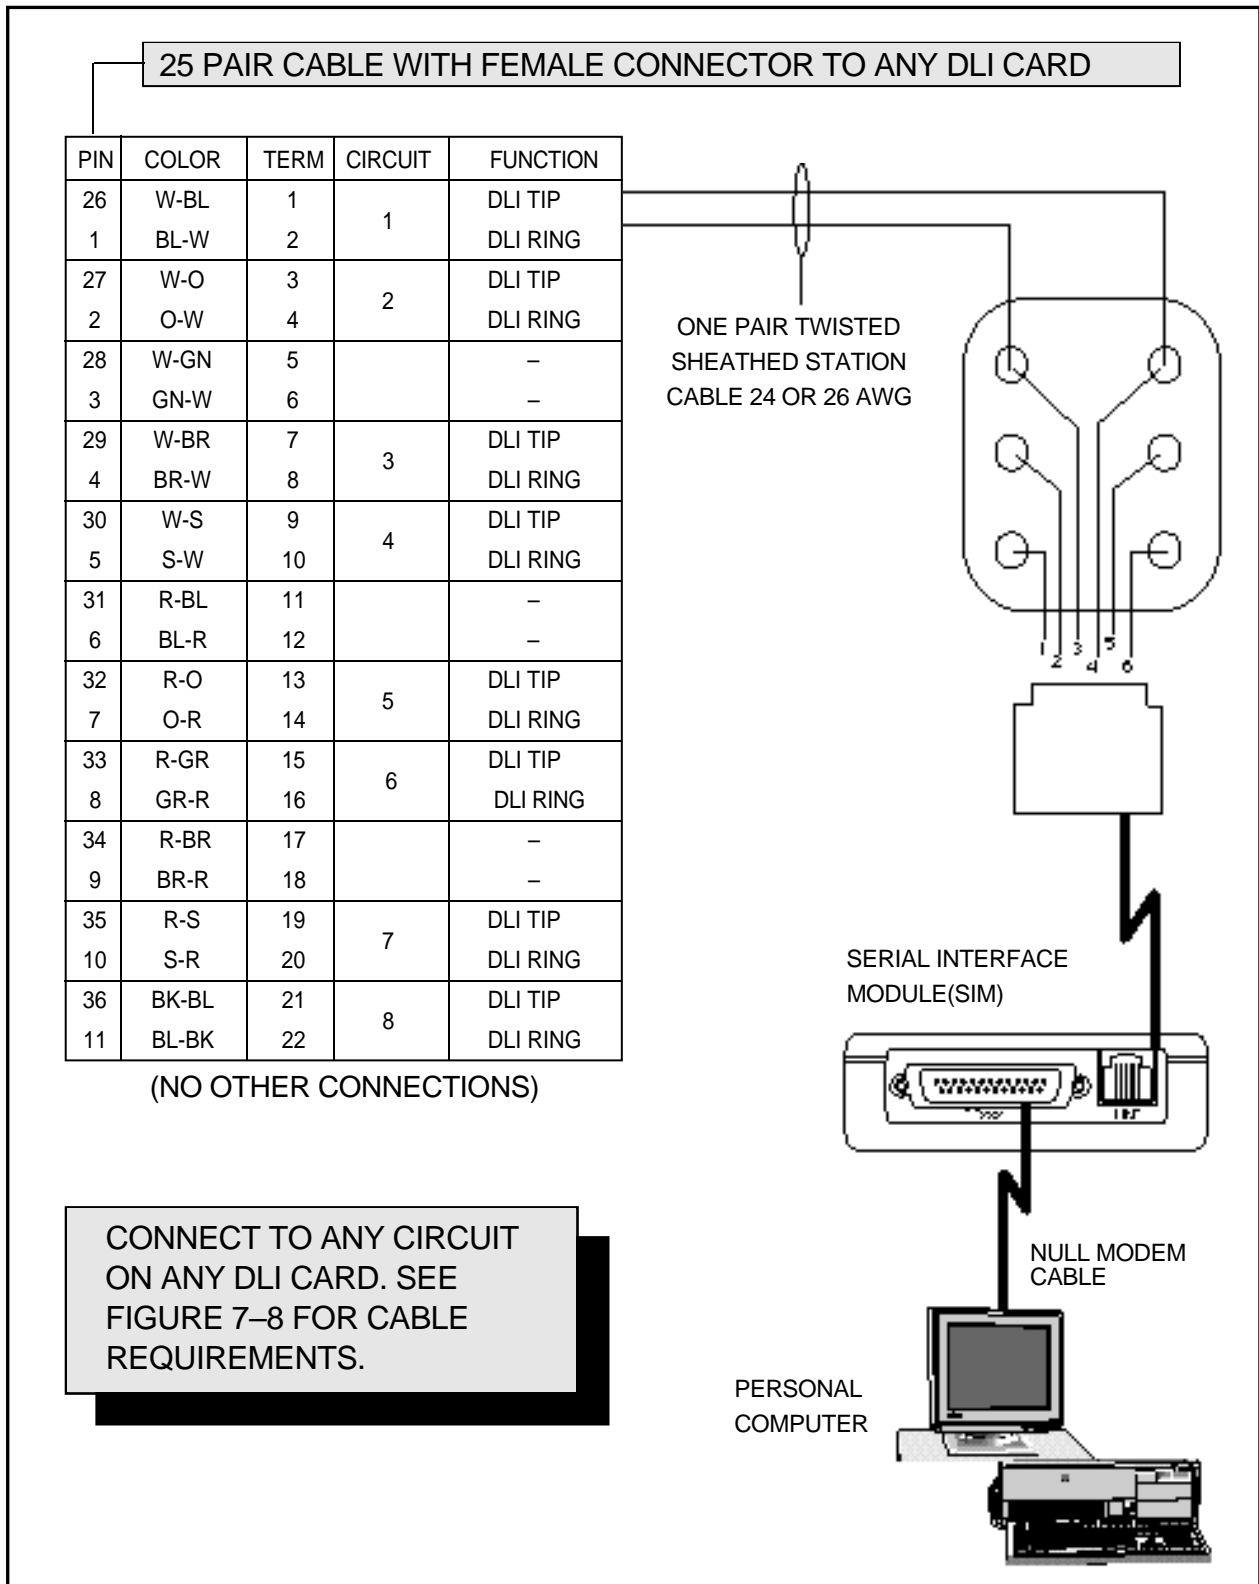 25 PAIR CABLE WITH FEMALE CONNECTOR TO ANY DLI CARD
PIN COLOR TERM CIRCUIT FUNCTION
26 W-BL 1 1 DLI TIP
1 BL-W 2 DLI RING
27 W-O 3 2 DLI TIP
2 O-W 4 DLI RING
28 W-GN 5 –
3 GN-W 6 –
29 W-BR 7 3 DLI TIP
4 BR-W 8 DLI RING
30 W-S 9 4 DLI TIP
5 S-W 10 DLI RING
31 R-BL 11 –
6 BL-R 12 –
32 R-O 13 5 DLI TIP
7 O-R 14 DLI RING
33 R-GR 15 6 DLI TIP
8 GR-R 16 DLI RING
34 R-BR 17 –
9 BR-R 18 –
35 R-S 19 7 DLI TIP
10 S-R 20 DLI RING
36 BK-BL 21 8 DLI TIP
11 BL-BK 22 DLI RING
(NO OTHER CONNECTIONS)
ONE PAIR TWISTED
SHEATHED STATION
CABLE 24 OR 26 AWG
1 2 3 4 5 6
SERIAL INTERFACE
MODULE(SIM)
NULL MODEM
CABLE
PERSONAL
COMPUTER
CONNECT TO ANY CIRCUIT
ON ANY DLI CARD. SEE
FIGURE 7–8 FOR CABLE
REQUIREMENTS.